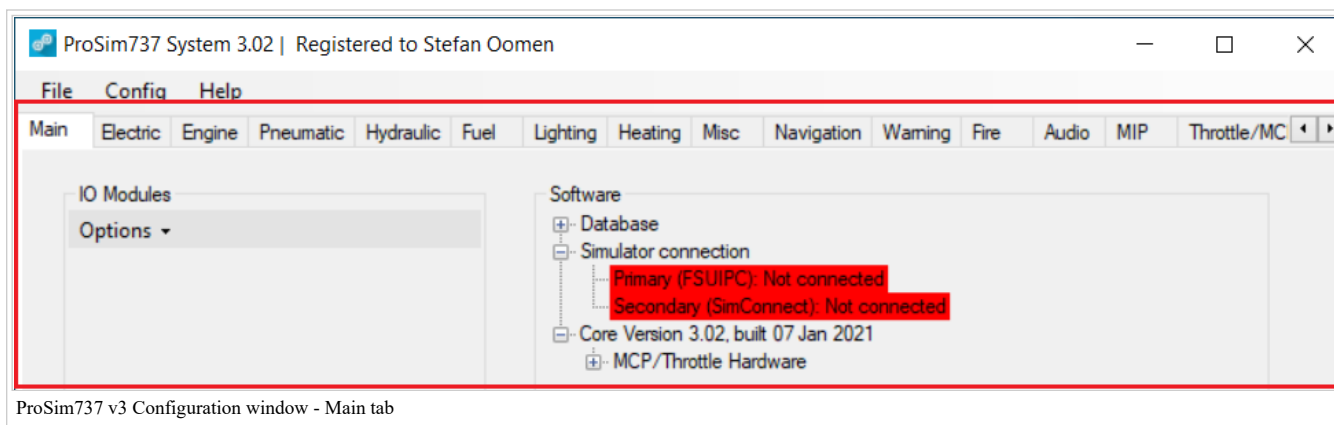 ProSim737 System 3.02 | Registered to Stefan Oomen
File Config Help
Main Electric Engine Pneumatic Hydraulic Fuel Lighting Heating Misc Navigation Warning Fire Audio MIP Throttle/MC
IO Modules
Options
Software
Database
Simulator connection
Primary (FSUIPC): Not connected
Secondary (SimConnect): Not connected
Core Version 3.02, built 07 Jan 2021
MCP/Throttle Hardware
ProSim737 v3 Configuration window - Main tab